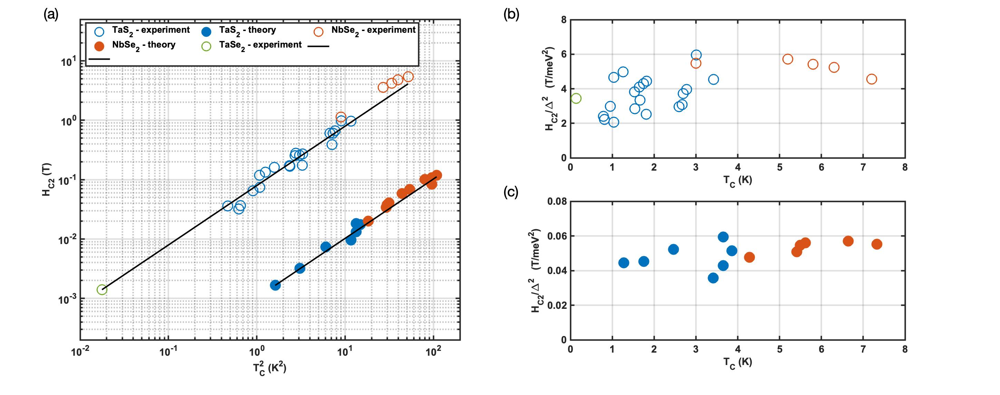 (a)
TaS2 - experiment TaS2 - theory NbSe2 - experiment
NbSe2 - theory TaSe2 - experiment
10^1
10^0
10^-1
10^-2
10^-3
HC2 (T)
10^-2 10^-1 10^0 10^1 10^2
TC^2 (K^2)
(b)
8
6
4
2
0
HC2/Δ^2 (T/meV^2)
0 1 2 3 4 5 6 7 8
TC (K)
(c)
0.08
0.06
0.04
0.02
0
HC2/Δ^2 (T/meV^2)
0 1 2 3 4 5 6 7 8
TC (K)